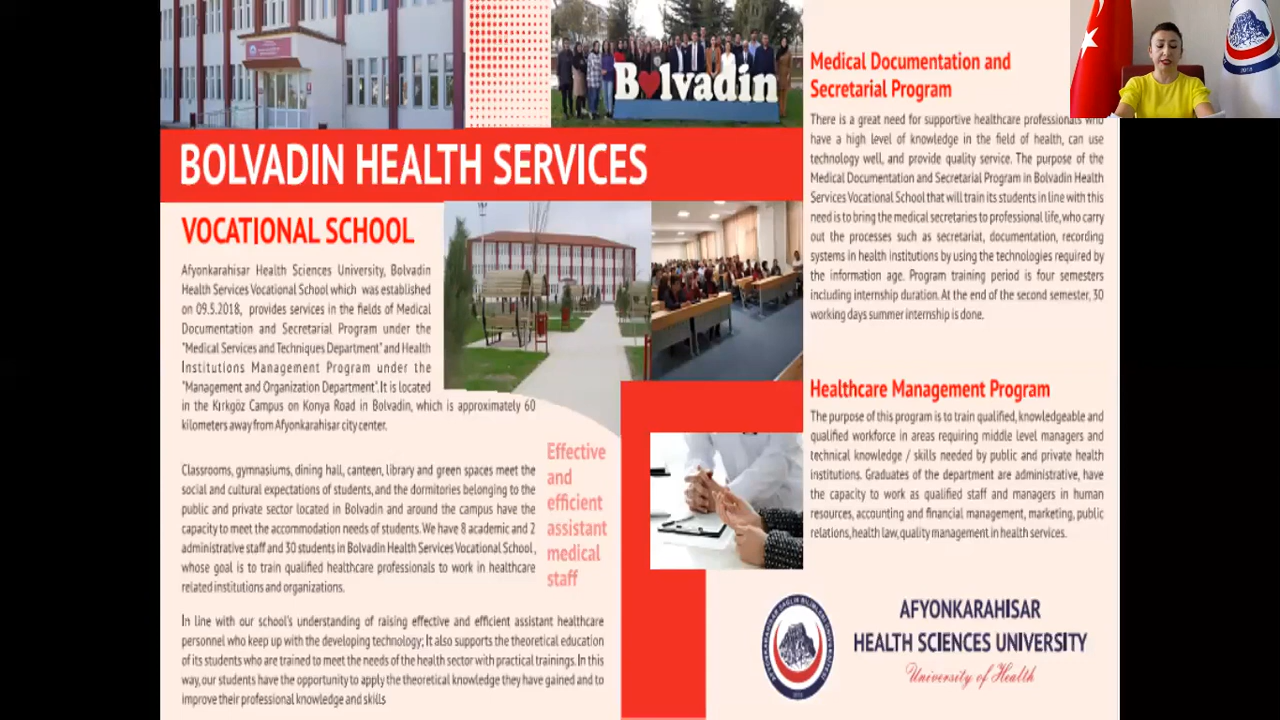 Bolvadin
BOLVADIN HEALTH SERVICES
VOCATIONAL SCHOOL
Afyonkarahisar Health Sciences University, Bolvadin
Health Services Vocational School which was established
on 09.5.2018, provides services in the fields of Medical
Documentation and Secretarial Program under the
"Medical Services and Techniques Department" and Health
Institutions Management Program under the
"Management and Organization Department". It is located
in the Kırkgöz Campus on Konya Road in Bolvadin, which is approximately 60
kilometers away from Afyonkarahisar city center.
Classrooms, gymnasiums, dining hall, canteen, library and green spaces meet the
social and cultural expectations of students, and the dormitories belonging to the
public and private sector located in Bolvadin and around the campus have the
capacity to meet the accommodation needs of students. We have 8 academic and 2
administrative staff and 30 students in Bolvadin Health Services Vocational School,
whose goal is to train qualified healthcare professionals to work in healthcare
related institutions and organizations.
In line with our school's understanding of raising effective and efficient assistant healthcare
personnel who keep up with the developing technology; It also supports the theoretical education
of its students who are trained to meet the needs of the health sector with practical trainings. In this
way, our students have the opportunity to apply the theoretical knowledge they have gained and to
improve their professional knowledge and skills
Effective
and
efficient
assistant
medical
staff
Medical Documentation and
Secretarial Program
There is a great need for supportive healthcare professionals who
have a high level of knowledge in the field of health, can use
technology well, and provide quality service. The purpose of the
Medical Documentation and Secretarial Program in Bolvadin Health
Services Vocational School that will train its students in line with this
need is to bring the medical secretaries to professional life, who carry
out the processes such as secretariat, documentation, recording
systems in health institutions by using the technologies required by
the information age. Program training period is four semesters
including internship duration. At the end of the second semester, 30
working days summer internship is done.
Healthcare Management Program
The purpose of this program is to train qualified, knowledgeable and
qualified workforce in areas requiring middle level managers and
technical knowledge / skills needed by public and private health
institutions. Graduates of the department are administrative, have
the capacity to work as qualified staff and managers in human
resources, accounting and financial management, marketing, public
relations, health law, quality management in health services.
AFYONKARAHİSAR SAĞLIK BİLİMLERİ ÜNİVERSİTESİ
2018
AFYONKARAHISAR
HEALTH SCIENCES UNIVERSITY
University of Health
2018